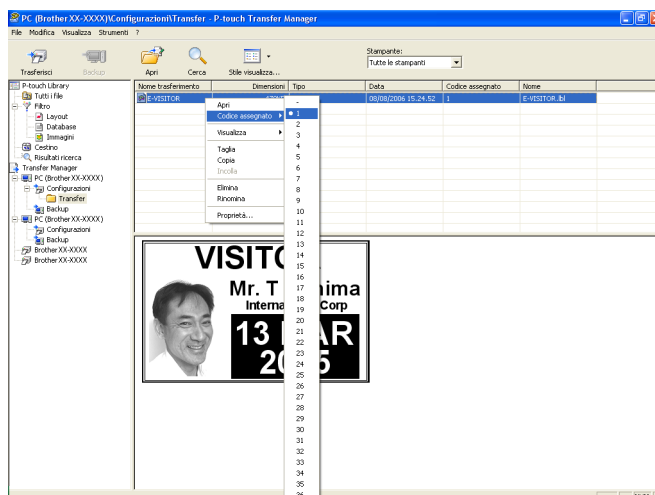 PC (Brother XX-XXXX)\Configurazioni\Transfer - P-touch Transfer Manager
File Modifica Visualizza Strumenti ?
Trasferisci Backup Apri Cerca Stile visualizza...
Stampante:
Tutte le stampanti
P-touch Library
Tutti i file
Filtro
Layout
Database
Immagini
Cestino
Risultati ricerca
Transfer Manager
PC (Brother XX-XXXX)
Configurazioni
Transfer
Backup
PC (Brother XX-XXXX)
Configurazioni
Backup
Brother XX-XXXX
Brother XX-XXXX
Nome trasferimento Dimensioni Tipo Data Codice assegnato Nome
E-VISITOR 08/08/2006 15.24.52 1 E-VISITOR.lbl
Apri
Codice assegnato
Visualizza
Taglia
Copia
Incolla
Elimina
Rinomina
Proprietà...
-
1
2
3
4
5
6
7
8
9
10
11
12
13
14
15
16
17
18
19
20
21
22
23
24
25
26
27
28
29
30
31
32
33
34
35
36
VISITO
Mr. T hima
Interna Corp
13 AR
20 5